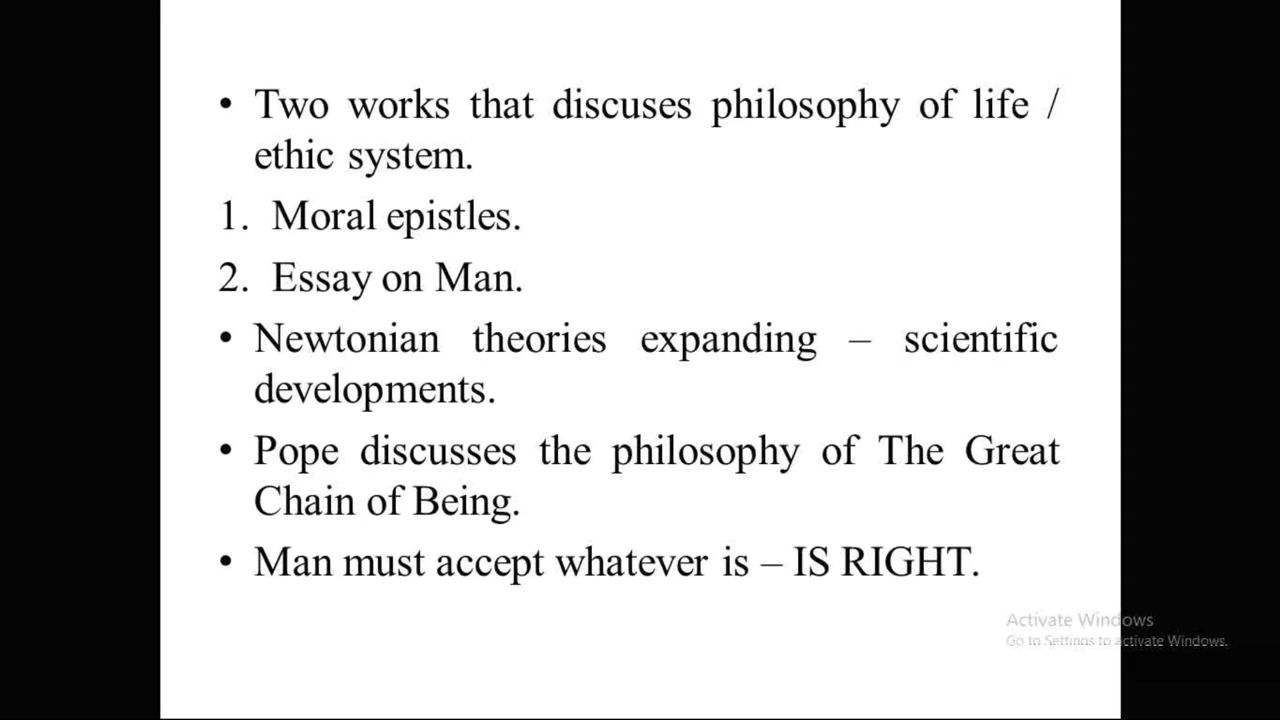 • Two works that discuses philosophy of life /
ethic system.
1. Moral epistles.
2. Essay on Man.
• Newtonian theories expanding – scientific
developments.
• Pope discusses the philosophy of The Great
Chain of Being.
• Man must accept whatever is – IS RIGHT.
Activate Windows
Go to Settings to activate Windows.